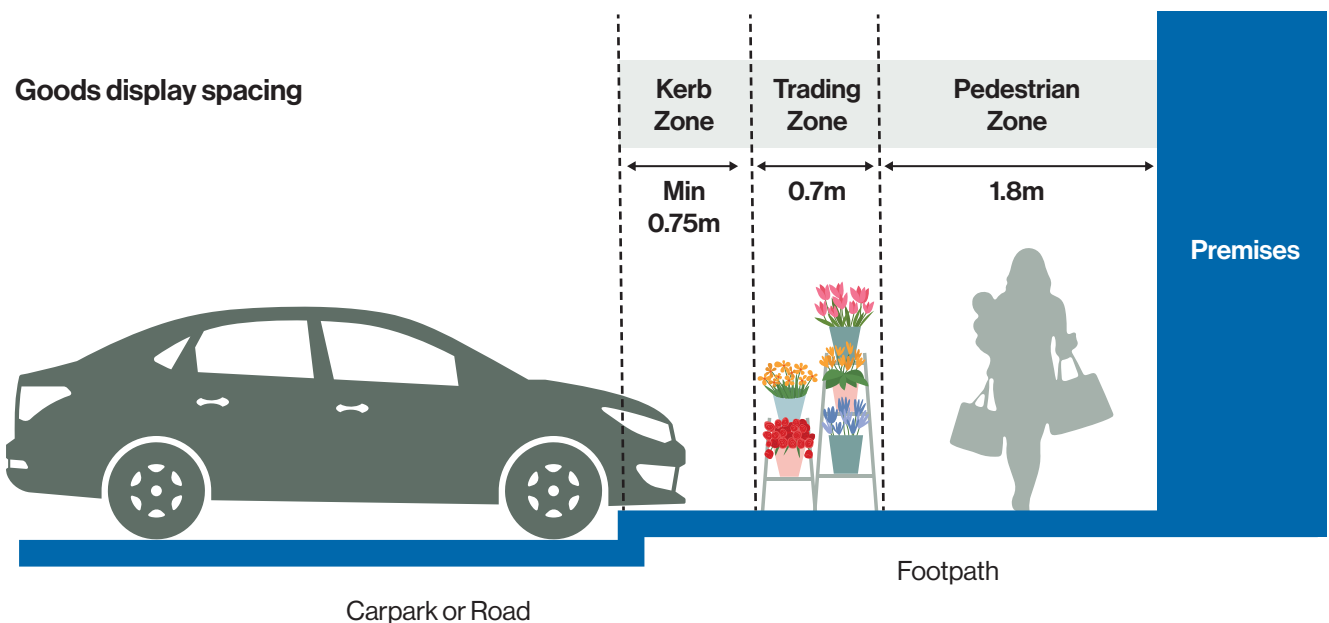 Goods display spacing
Kerb
Zone
Trading
Zone
Pedestrian
Zone
Min
0.75m
0.7m
1.8m
Premises
Footpath
Carpark or Road